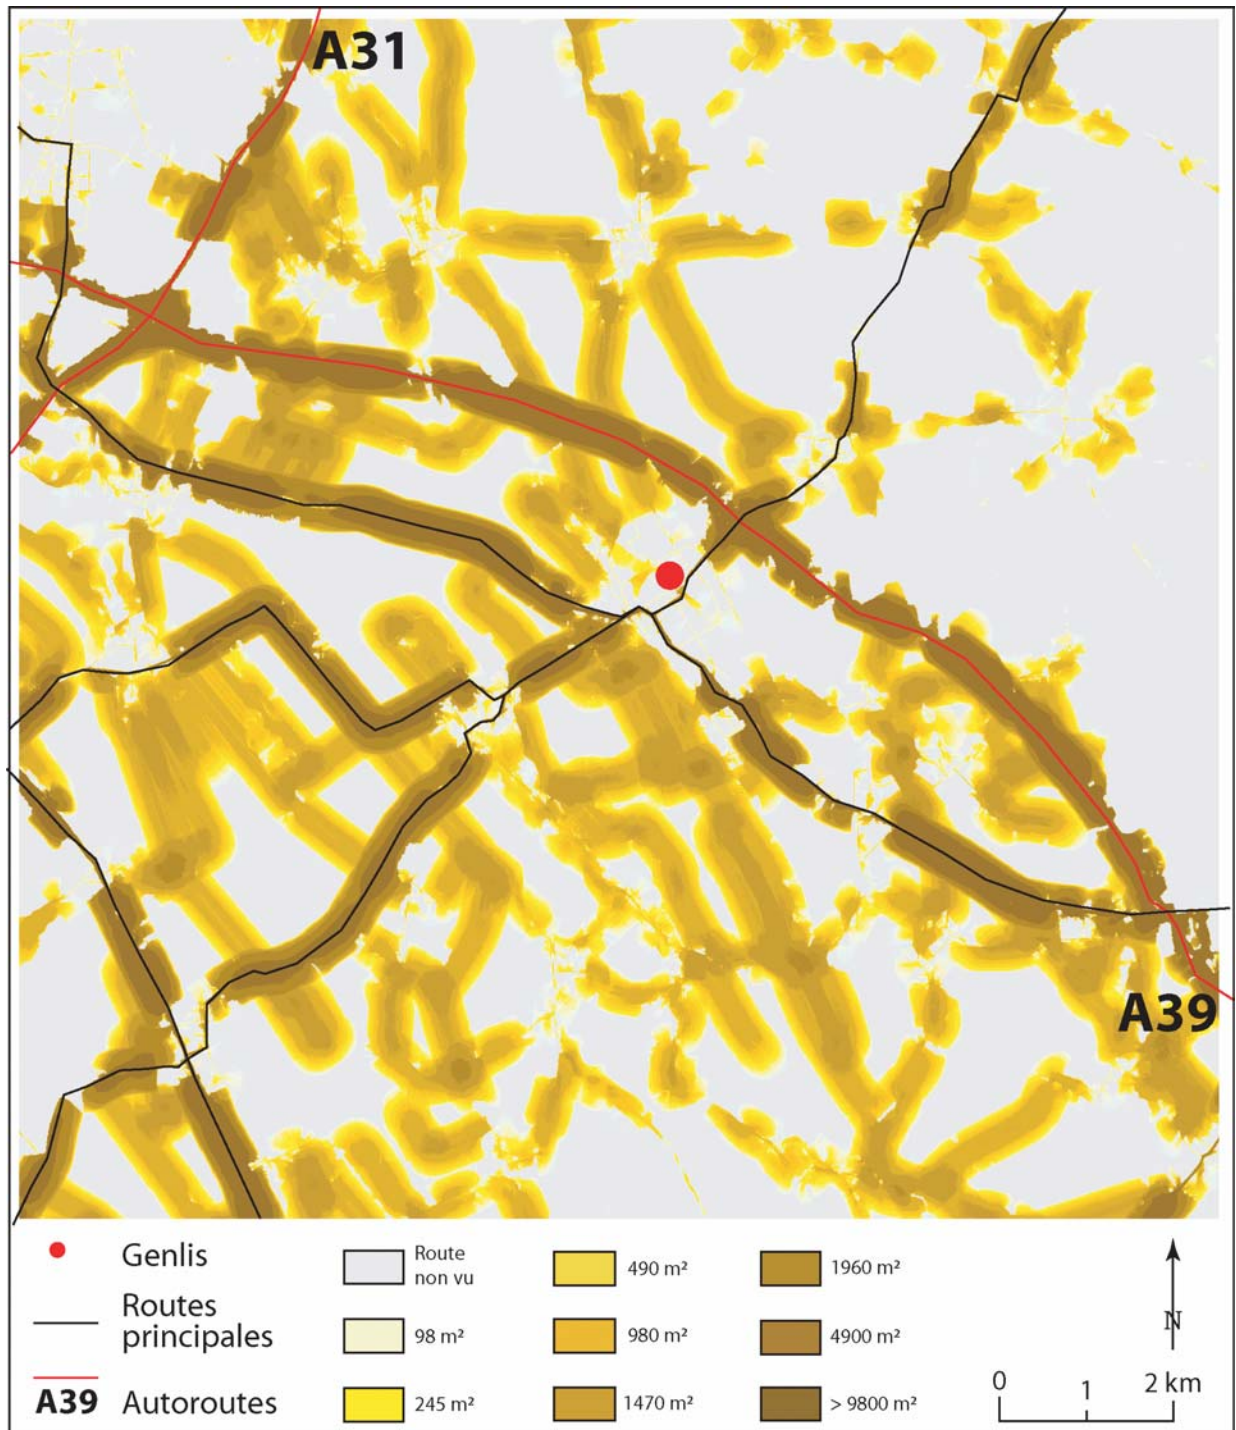 A31
A39
Genlis
Routes
principales
A39 Autoroutes
Route
non vu
98 m²
245 m²
490 m²
980 m²
1470 m²
1960 m²
4900 m²
> 9800 m²
N
0 1 2 km